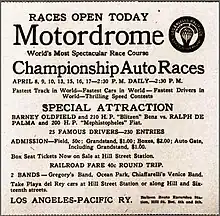 RACES OPEN TODAY
Motordrome
World's Most Spectacular Race Course
Championship Auto Races
APRIL 8, 9, 10, 13, 15, 16, 17—2:30 P. M. DAILY—2:30 P. M.
Fastest Track in World—Fastest Cars in World—Fastest Drivers in
World—Thrilling Speed Contests
SPECIAL ATTRACTION
BARNEY OLDFIELD and 210 H. P. "Blitzen" Benz vs. RALPH DE
PALMA and 200 H. P. "Mephistopheles" Fiat.
25 FAMOUS DRIVERS—230 ENTRIES
ADMISSION—Field, 50c; Grandstand, $1.00; Boxes, $2.00; Auto Gate,
Including Grandstand, $1.00.
Box Seat Tickets Now on Sale at Hill Street Station.
RAILROAD FARE 40c ROUND TRIP.
2 BANDS—Gregory's Band, Ocean Park, Chiaffarelli's Venice Band.
Take Playa del Rey cars at Hill Street Station or along Hill and Sixteenth streets.
LOS ANGELES-PACIFIC RY.